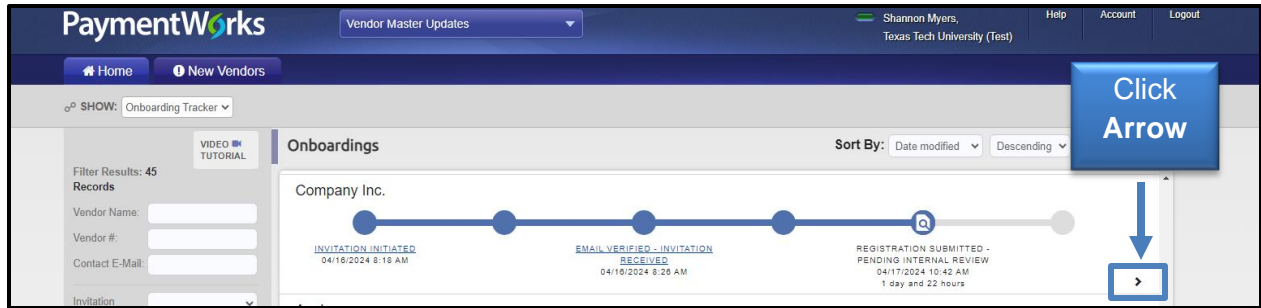 PaymentWorks
Vendor Master Updates
Shannon Myers,
Texas Tech University (Test)
Help
Account
Logout
Home
New Vendors
SHOW: Onboarding Tracker
Click
Arrow
VIDEO
TUTORIAL
Filter Results: 45
Records
Vendor Name:
Vendor #:
Contact E-Mail:
Invitation
Onboardings
Sort By: Date modified Descending
Company Inc.
INVITATION INITIATED
04/16/2024 8:18 AM
EMAIL VERIFIED - INVITATION
RECEIVED
04/16/2024 8:26 AM
REGISTRATION SUBMITTED -
PENDING INTERNAL REVIEW
04/17/2024 10:42 AM
1 day and 22 hours